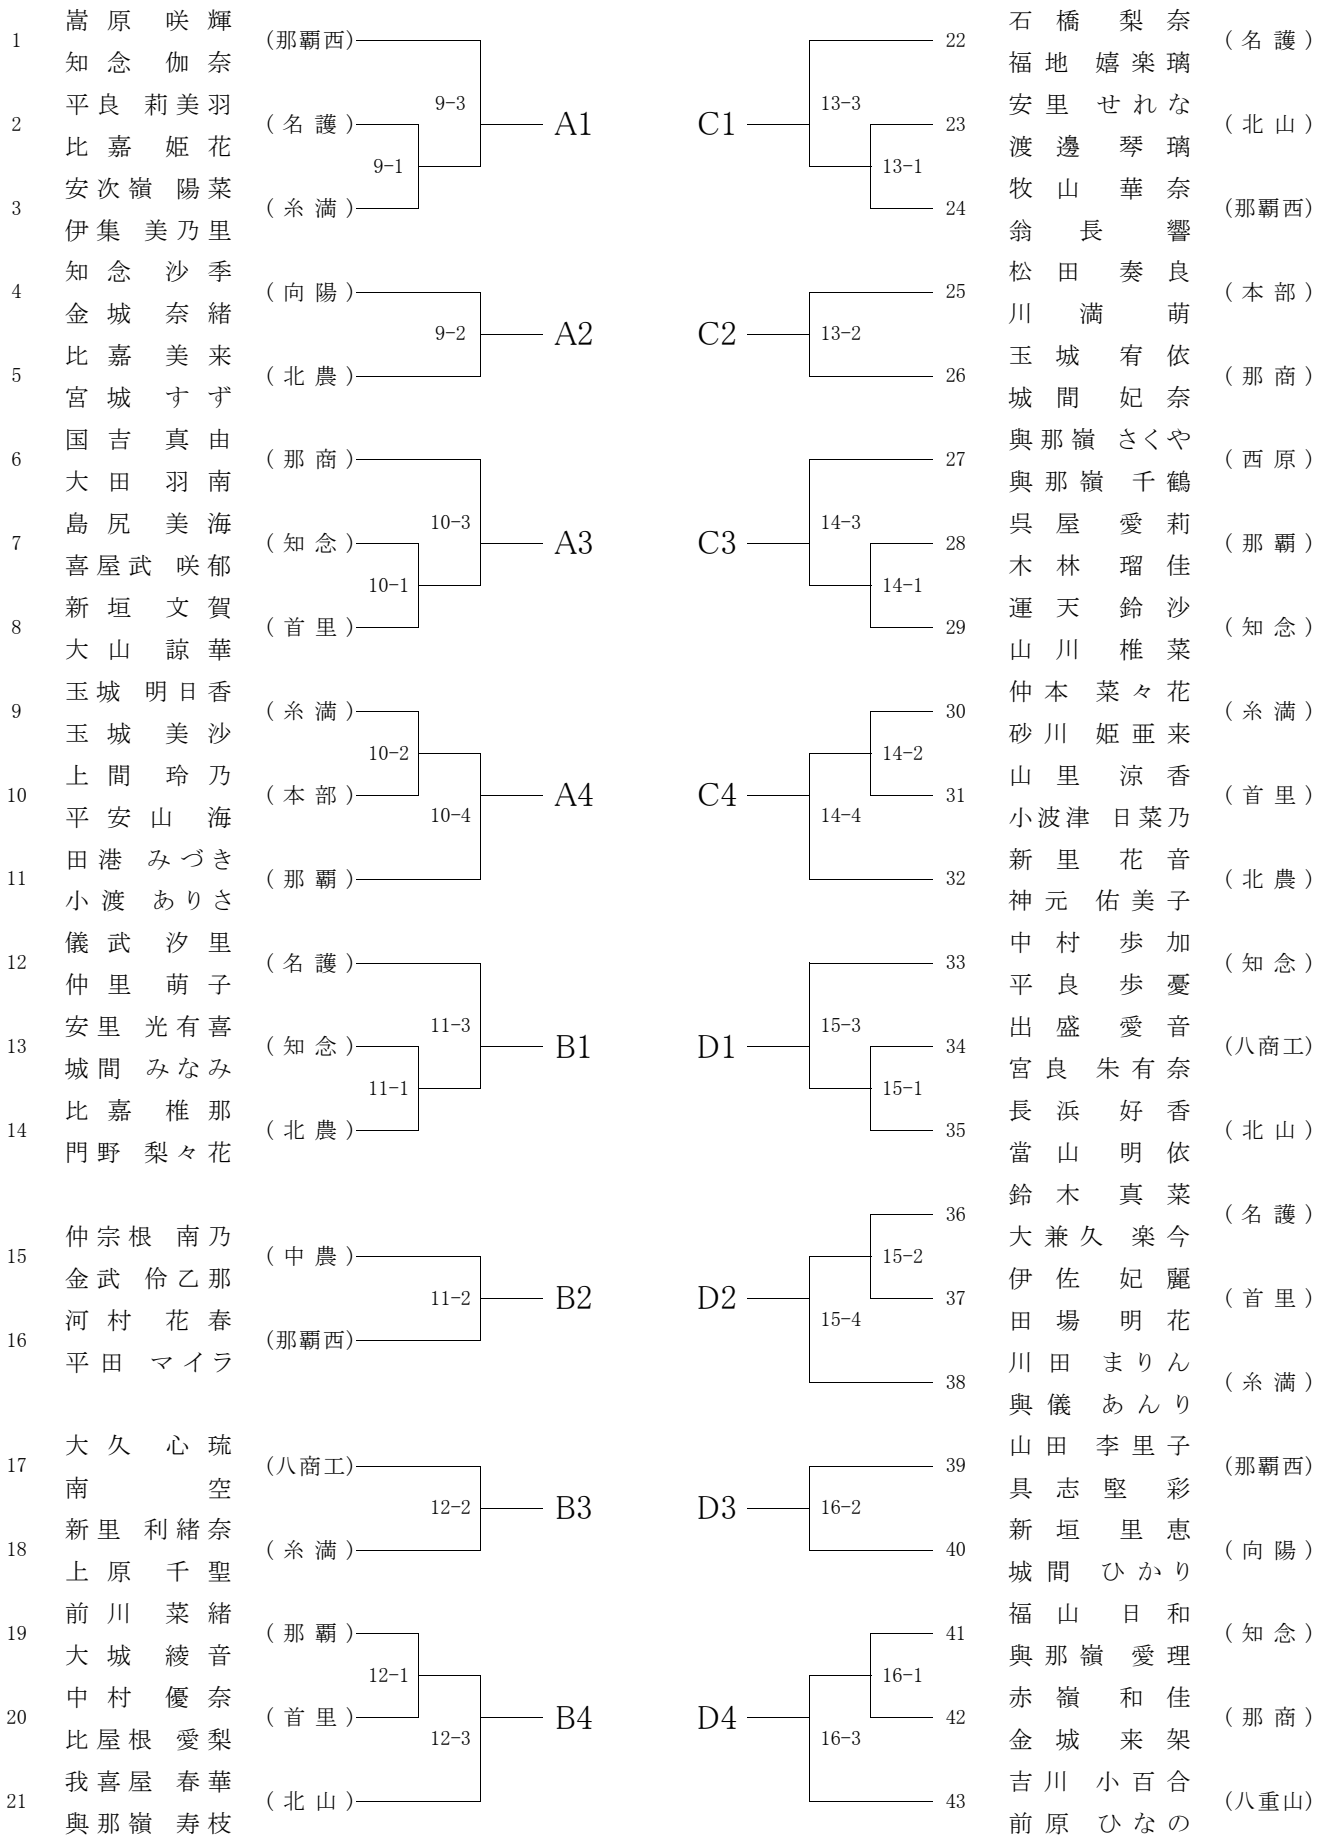 嵩原 咲輝
1 (那覇西)
知念 伽奈
9-3
平良 莉美羽
2 (名護) A1
比嘉 姫花
9-1
安次嶺 陽菜
3 (糸満)
伊集 美乃里
知念 沙季
4 (向陽)
金城 奈緒
9-2 A2
比嘉 美来
5 (北農)
宮城 すず
国吉 真由
6 (那商)
大田 羽南
10-3
島尻 美海
7 (知念) A3
喜屋武 咲郁
10-1
新垣 文賀
8 (首里)
大山 諒華
玉城 明日香
9 (糸満)
玉城 美沙
10-2
上間 玲乃
10 (本部) A4
平安山 海
10-4
田港 みづき
11 (那覇)
小渡 ありさ
儀武 汐里
12 (名護)
仲里 萌子
11-3
安里 光有喜
13 (知念) B1
城間 みなみ
11-1
比嘉 椎那
14 (北農)
門野 梨々花
仲宗根 南乃
15 (中農)
金武 伶乙那
11-2 B2
河村 花春
16 (那覇西)
平田 マイラ
大久 心琉
17 (八商工)
南 空
12-2 B3
新里 利緒奈
18 (糸満)
上原 千聖
前川 菜緒
19 (那覇)
大城 綾音
12-1
中村 優奈
20 (首里) B4
比屋根 愛梨
12-3
我喜屋 春華
21 (北山)
與那嶺 寿枝
石橋 梨奈
22 (名護)
福地 嬉楽璃
13-3
安里 せれな
C1 23 (北山)
渡邊 琴璃
13-1
牧山 華奈
24 (那覇西)
翁長 響
松田 奏良
25 (本部)
川満 萌
C2 13-2
玉城 宥依
26 (那商)
城間 妃奈
與那嶺 さくや
27 (西原)
與那嶺 千鶴
14-3
呉屋 愛莉
C3 28 (那覇)
木林 瑠佳
14-1
運天 鈴沙
29 (知念)
山川 椎菜
仲本 菜々花
30 (糸満)
砂川 姫亜来
14-2
山里 涼香
C4 31 (首里)
小波津 日菜乃
14-4
新里 花音
32 (北農)
神元 佑美子
中村 歩加
33 (知念)
平良 歩憂
15-3
出盛 愛音
D1 34 (八商工)
宮良 朱有奈
15-1
長浜 好香
35 (北山)
當山 明依
鈴木 真菜
36 (名護)
大兼久 楽今
15-2
伊佐 妃麗
D2 37 (首里)
田場 明花
15-4
川田 まりん
38 (糸満)
與儀 あんり
山田 李里子
39 (那覇西)
具志堅 彩
D3 16-2
新垣 里恵
40 (向陽)
城間 ひかり
福山 日和
41 (知念)
與那嶺 愛理
16-1
赤嶺 和佳
D4 42 (那商)
金城 来架
16-3
吉川 小百合
43 (八重山)
前原 ひなの